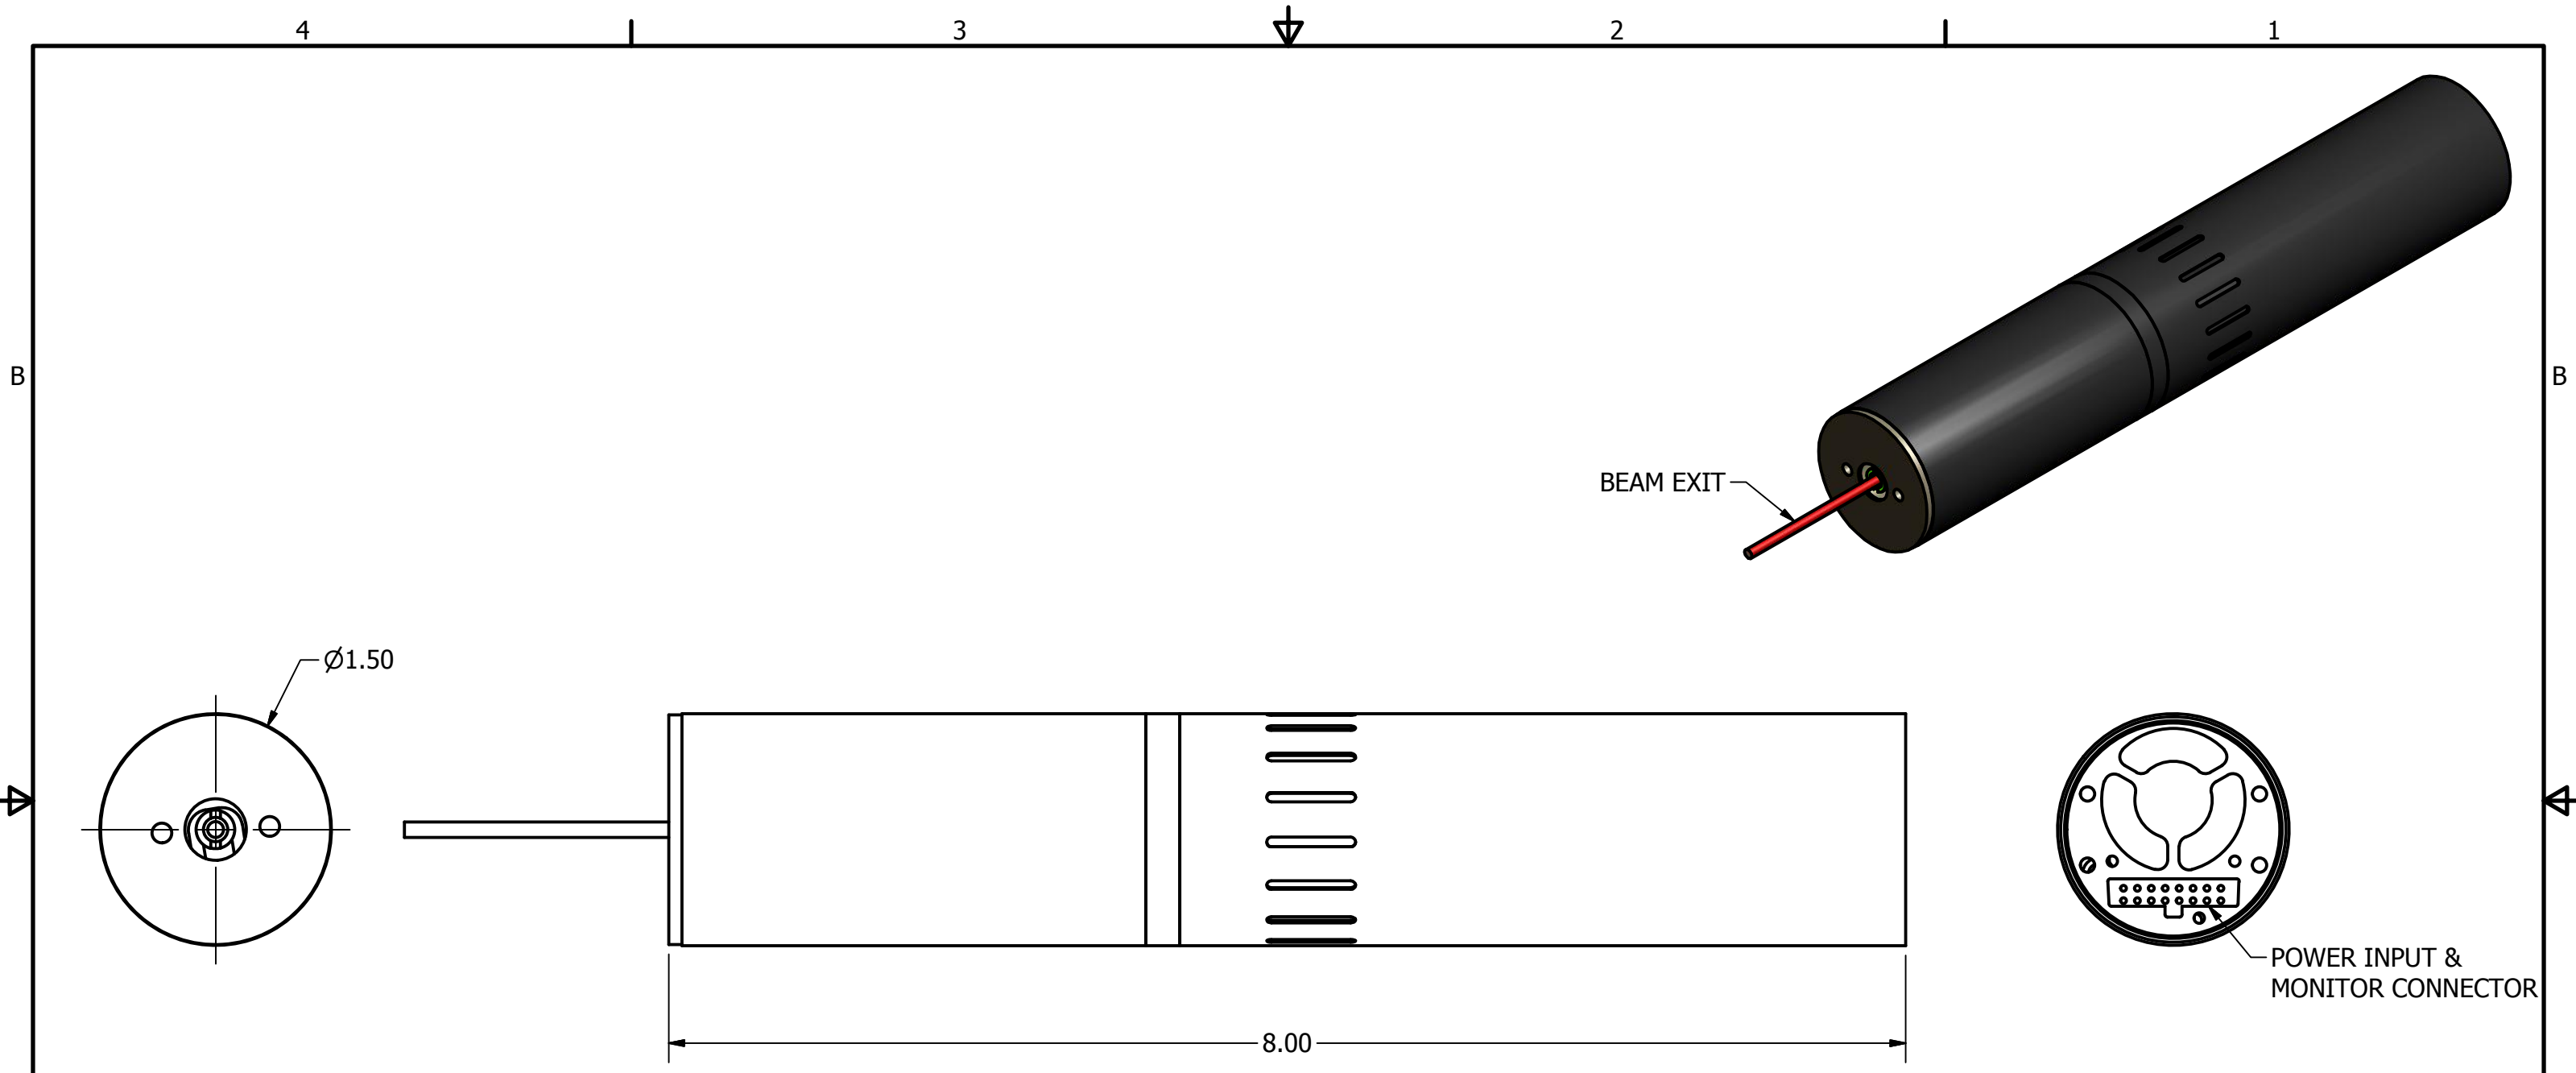 4
3
2
1
B
B
BEAM EXIT
Ø1.50
POWER INPUT &
MONITOR CONNECTOR
8.00